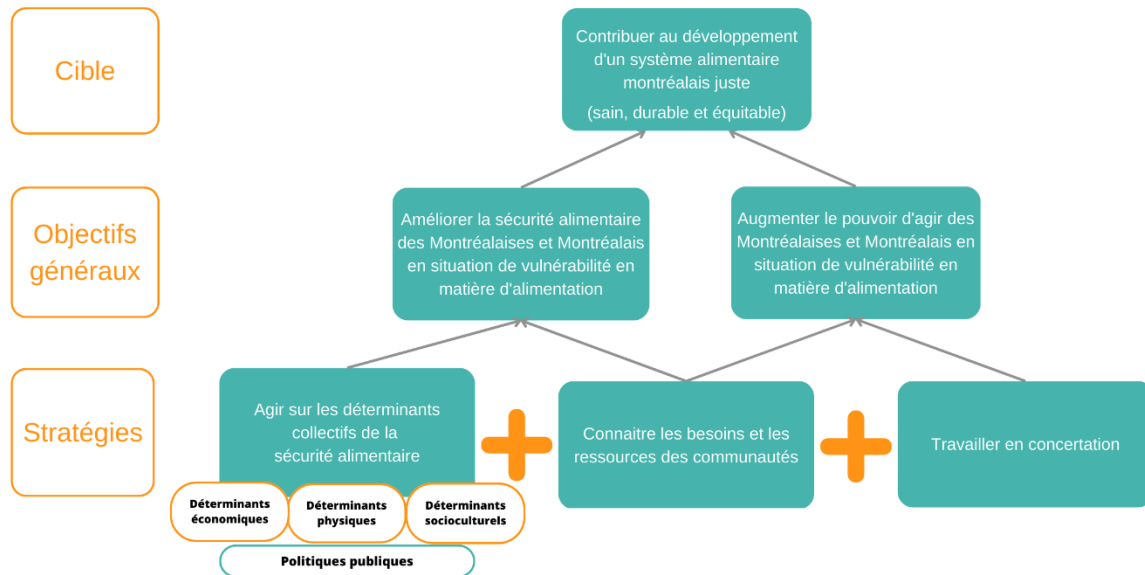 Cible
Contribuer au développement
d'un système alimentaire
montréalais juste
(sain, durable et équitable)
Objectifs
généraux
Améliorer la sécurité alimentaire
des Montréalaises et Montréalais
en situation de vulnérabilité en
matière d'alimentation
Augmenter le pouvoir d'agir des
Montréalaises et Montréalais en
situation de vulnérabilité en
matière d'alimentation
Stratégies
Agir sur les déterminants
collectifs de la
sécurité alimentaire
Connaitre les besoins et les
ressources des communautés
Travailler en concertation
Déterminants
économiques
Déterminants
physiques
Déterminants
socioculturels
Politiques publiques